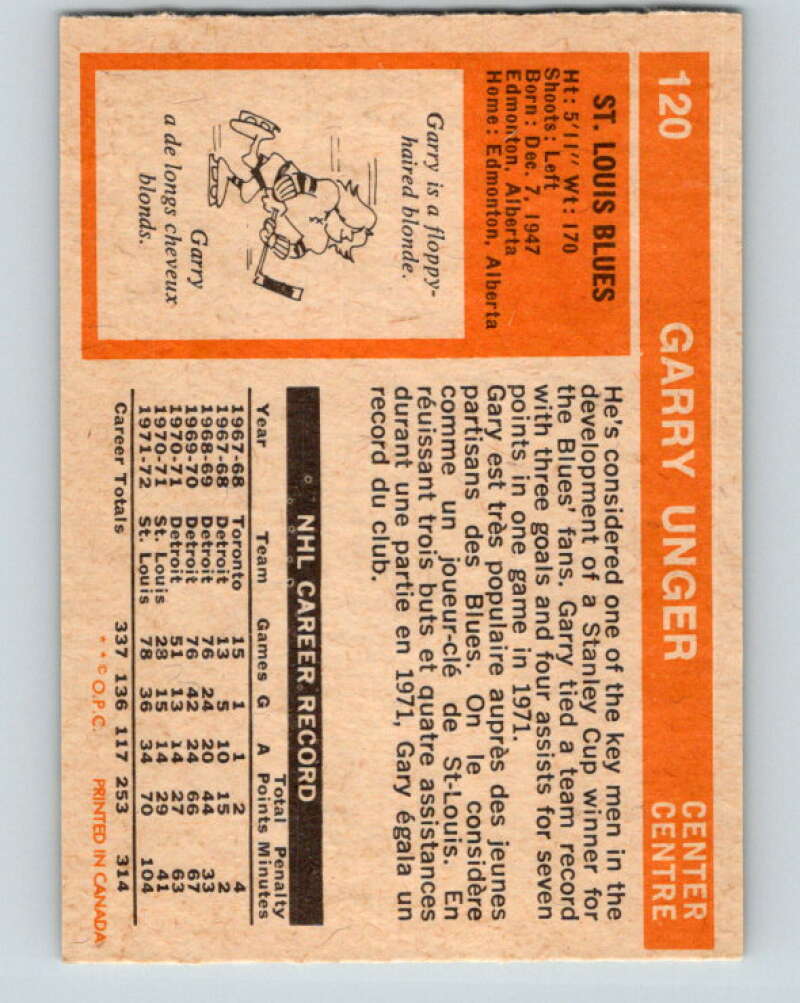 120 GARRY UNGER CENTER
CENTRE
ST. LOUIS BLUES
Ht: 5'11" Wt: 170
Shoots: Left
Born: Dec. 7, 1947
Edmonton, Alberta
Home: Edmonton, Alberta
Garry is a floppy-
haired blonde.
Garry
a de longs cheveux
blonds.
He's considered one of the key men in the
development of a Stanley Cup winner for
the Blues' fans. Garry tied a team record
with three goals and four assists for seven
points in one game in 1971.
Gary est très populaire auprès des jeunes
partisans des Blues. On le considère
comme un joueur-clé de St-Louis. En
réuissant trois buts et quatre assistances
durant une partie en 1971, Gary égala un
record du club.
NHL CAREER RECORD
Total Penalty
Year Team Games G A Points Minutes
1967-68 Toronto 15 1 1 2 4
1967-68 Detroit 13 5 10 15 2
1968-69 Detroit 76 24 20 44 33
1969-70 Detroit 76 42 24 66 67
1970-71 Detroit 51 13 14 27 63
1970-71 St. Louis 28 15 14 29 41
1971-72 St. Louis 78 36 34 70 104
Career Totals 337 136 117 253 314
**© O.P.C. PRINTED IN CANADA